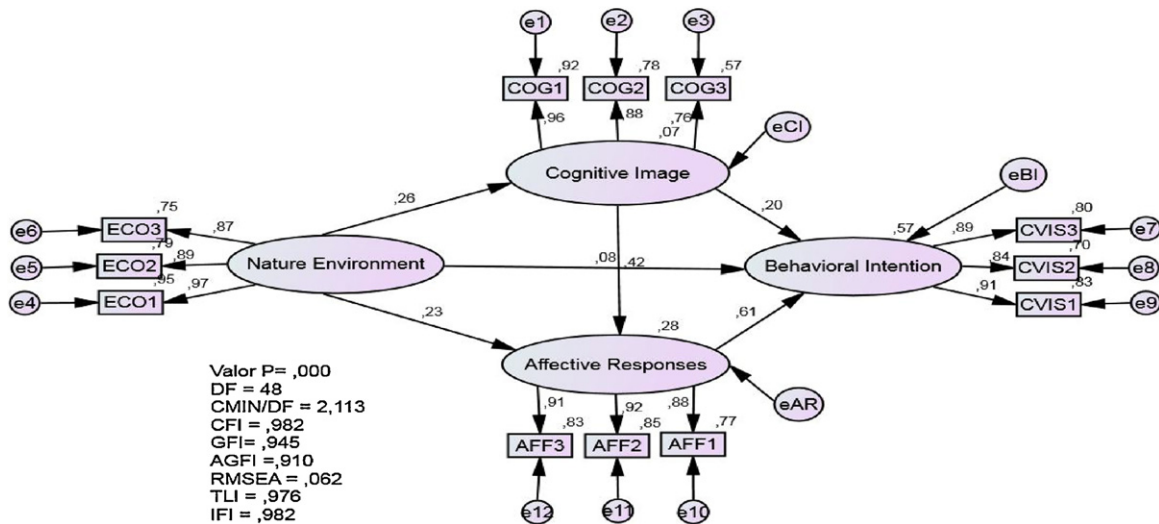 e1 e2 e3
,92 ,78 ,57
COG1 COG2 COG3
,96 ,88 ,76
,07
eCI
Cognitive Image
eBI
,26
,20
,75
e6 ECO3 ,87
,79
e5 ECO2 ,89
,95
e4 ECO1 ,97
Nature Environment
,08 ,42
Behavioral Intention
,57
,80
,89 CVIS3 e7
,70
,84 CVIS2 e8
,83
,91 CVIS1 e9
,23
,28
,61
Affective Responses
eAR
,91 ,92 ,88
,83 ,85 ,77
AFF3 AFF2 AFF1
e12 e11 e10
Valor P= ,000
DF = 48
CMIN/DF = 2,113
CFI = ,982
GFI= ,945
AGFI = ,910
RMSEA = ,062
TLI = ,976
IFI = ,982